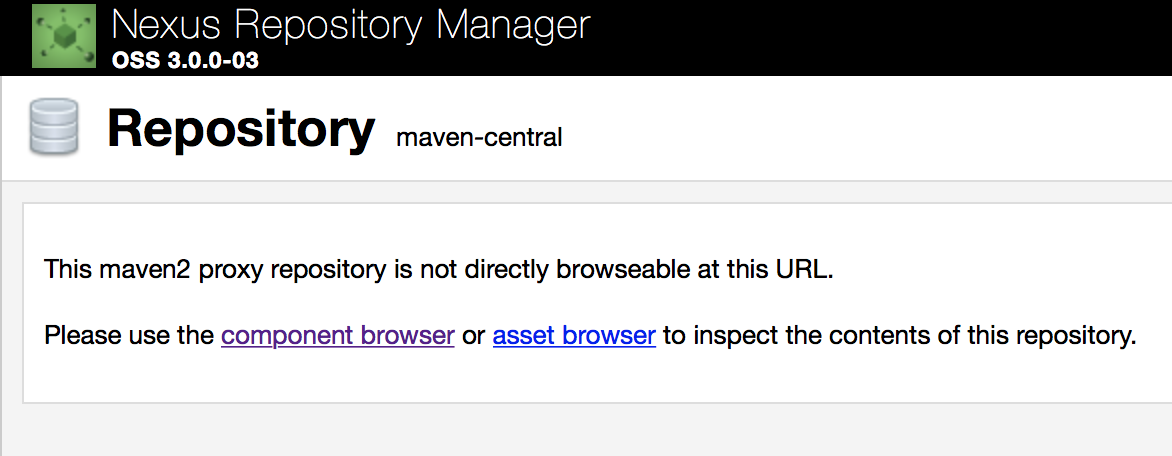 Nexus Repository Manager
OSS 3.0.0-03
Repository maven-central
This maven2 proxy repository is not directly browseable at this URL.
Please use the component browser or asset browser to inspect the contents of this repository.